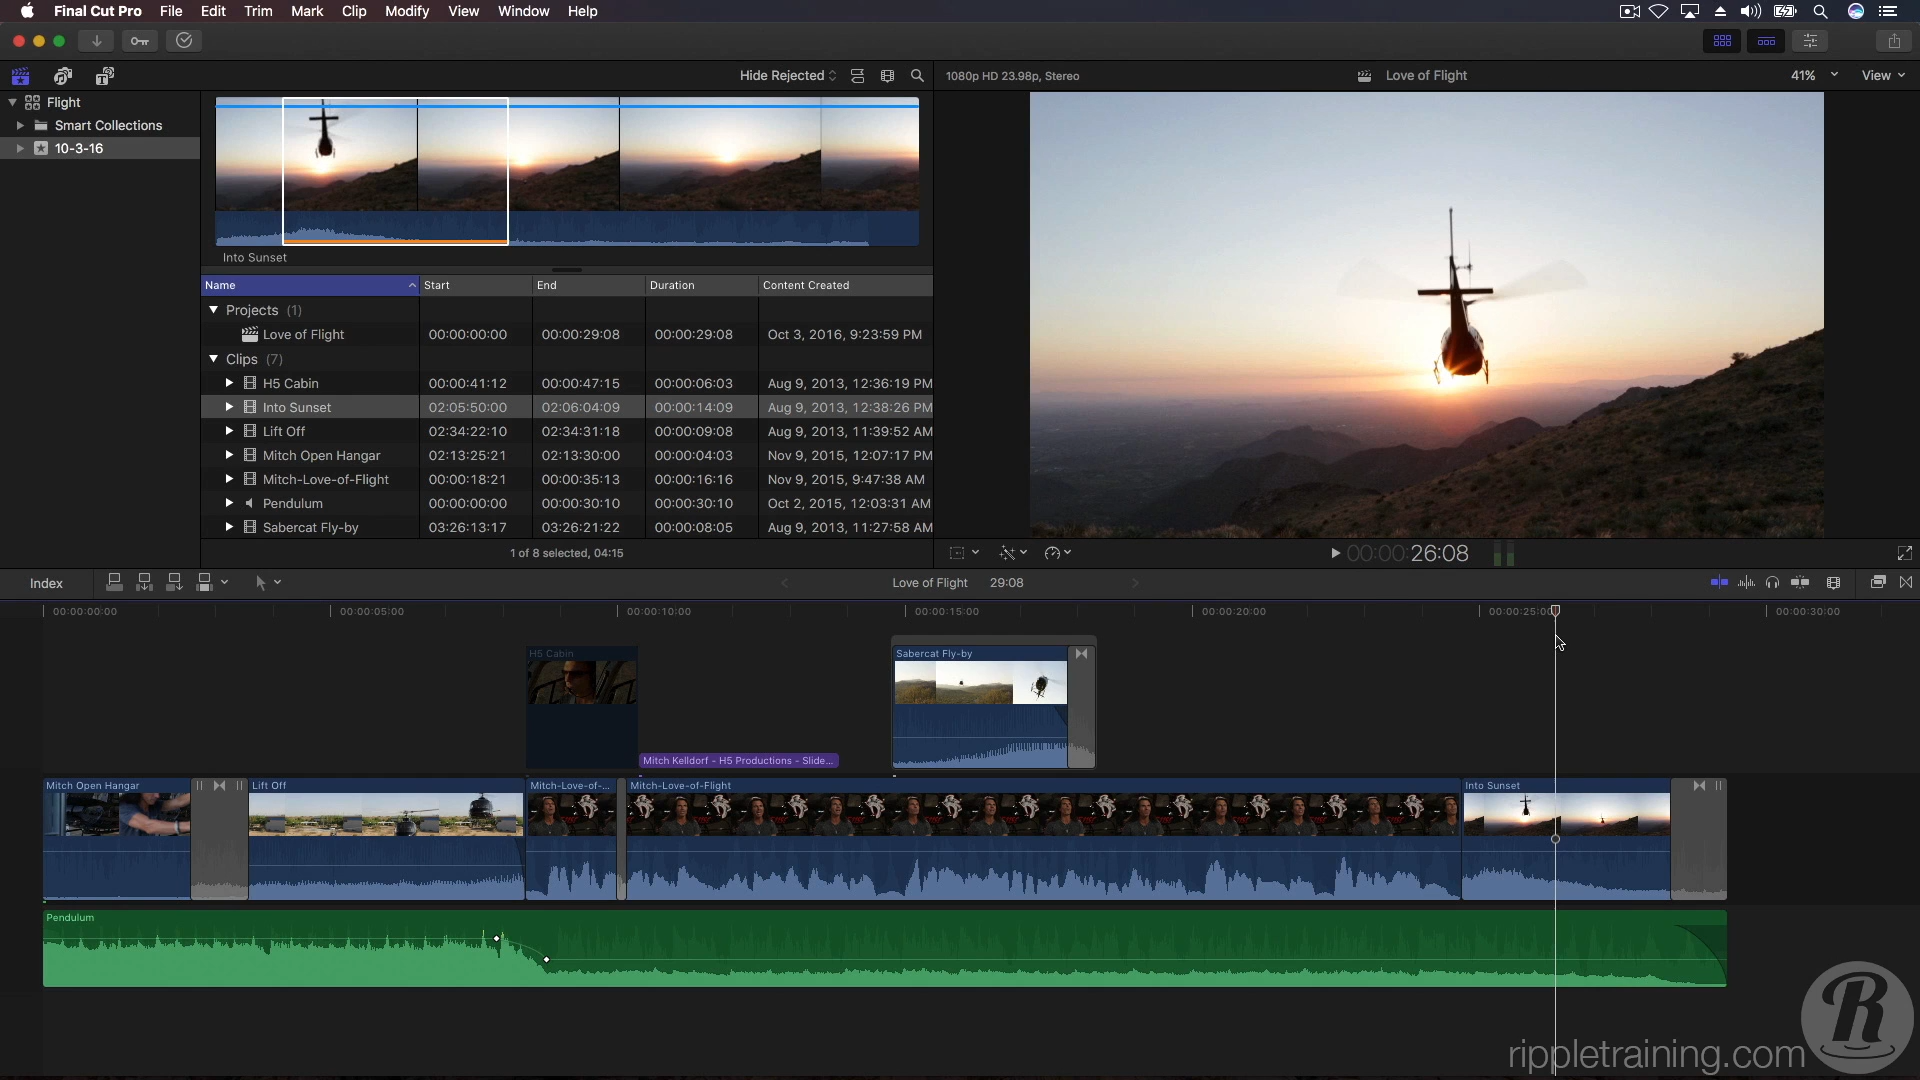 Final Cut Pro File Edit Trim Mark Clip Modify View Window Help
Hide Rejected
1080p HD 23.98p, Stereo
Love of Flight
41%
View
Flight
Smart Collections
10-3-16
Into Sunset
Name Start End Duration Content Created
Projects (1)
Love of Flight 00:00:00:00 00:00:29:08 00:00:29:08 Oct 3, 2016, 9:23:59 PM
Clips (7)
H5 Cabin 00:00:41:12 00:00:47:15 00:00:06:03 Aug 9, 2013, 12:36:19 PM
Into Sunset 02:05:50:00 02:06:04:09 00:00:14:09 Aug 9, 2013, 12:38:26 PM
Lift Off 02:34:22:10 02:34:31:18 00:00:09:08 Aug 9, 2013, 11:39:52 AM
Mitch Open Hangar 02:13:25:21 02:13:30:00 00:00:04:03 Nov 9, 2015, 12:07:17 PM
Mitch-Love-of-Flight 00:00:18:21 00:00:35:13 00:00:16:16 Nov 9, 2015, 9:47:38 AM
Pendulum 00:00:00:00 00:00:30:10 00:00:30:10 Oct 2, 2015, 12:03:31 AM
Sabercat Fly-by 03:26:13:17 03:26:21:22 00:00:08:05 Aug 9, 2013, 11:27:58 AM
1 of 8 selected, 04:15
00:00:26:08
Index
Love of Flight 29:08
00:00:00:00 00:00:05:00 00:00:10:00 00:00:15:00 00:00:20:00 00:00:25:00 00:00:30:00
H5 Cabin
Sabercat Fly-by
Mitch Kelldorf - H5 Productions - Slide...
Mitch Open Hangar
Lift Off
Mitch-Love-of-...
Mitch-Love-of-Flight
Into Sunset
Pendulum
R
rippletraining.com